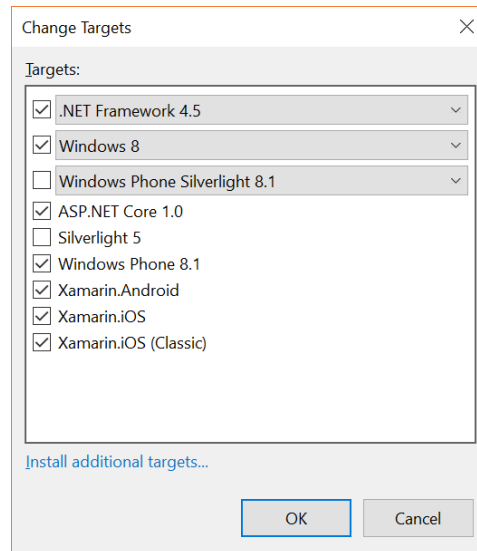 Change Targets
Targets:
.NET Framework 4.5
Windows 8
Windows Phone Silverlight 8.1
ASP.NET Core 1.0
Silverlight 5
Windows Phone 8.1
Xamarin.Android
Xamarin.iOS
Xamarin.iOS (Classic)
Install additional targets...
OK
Cancel